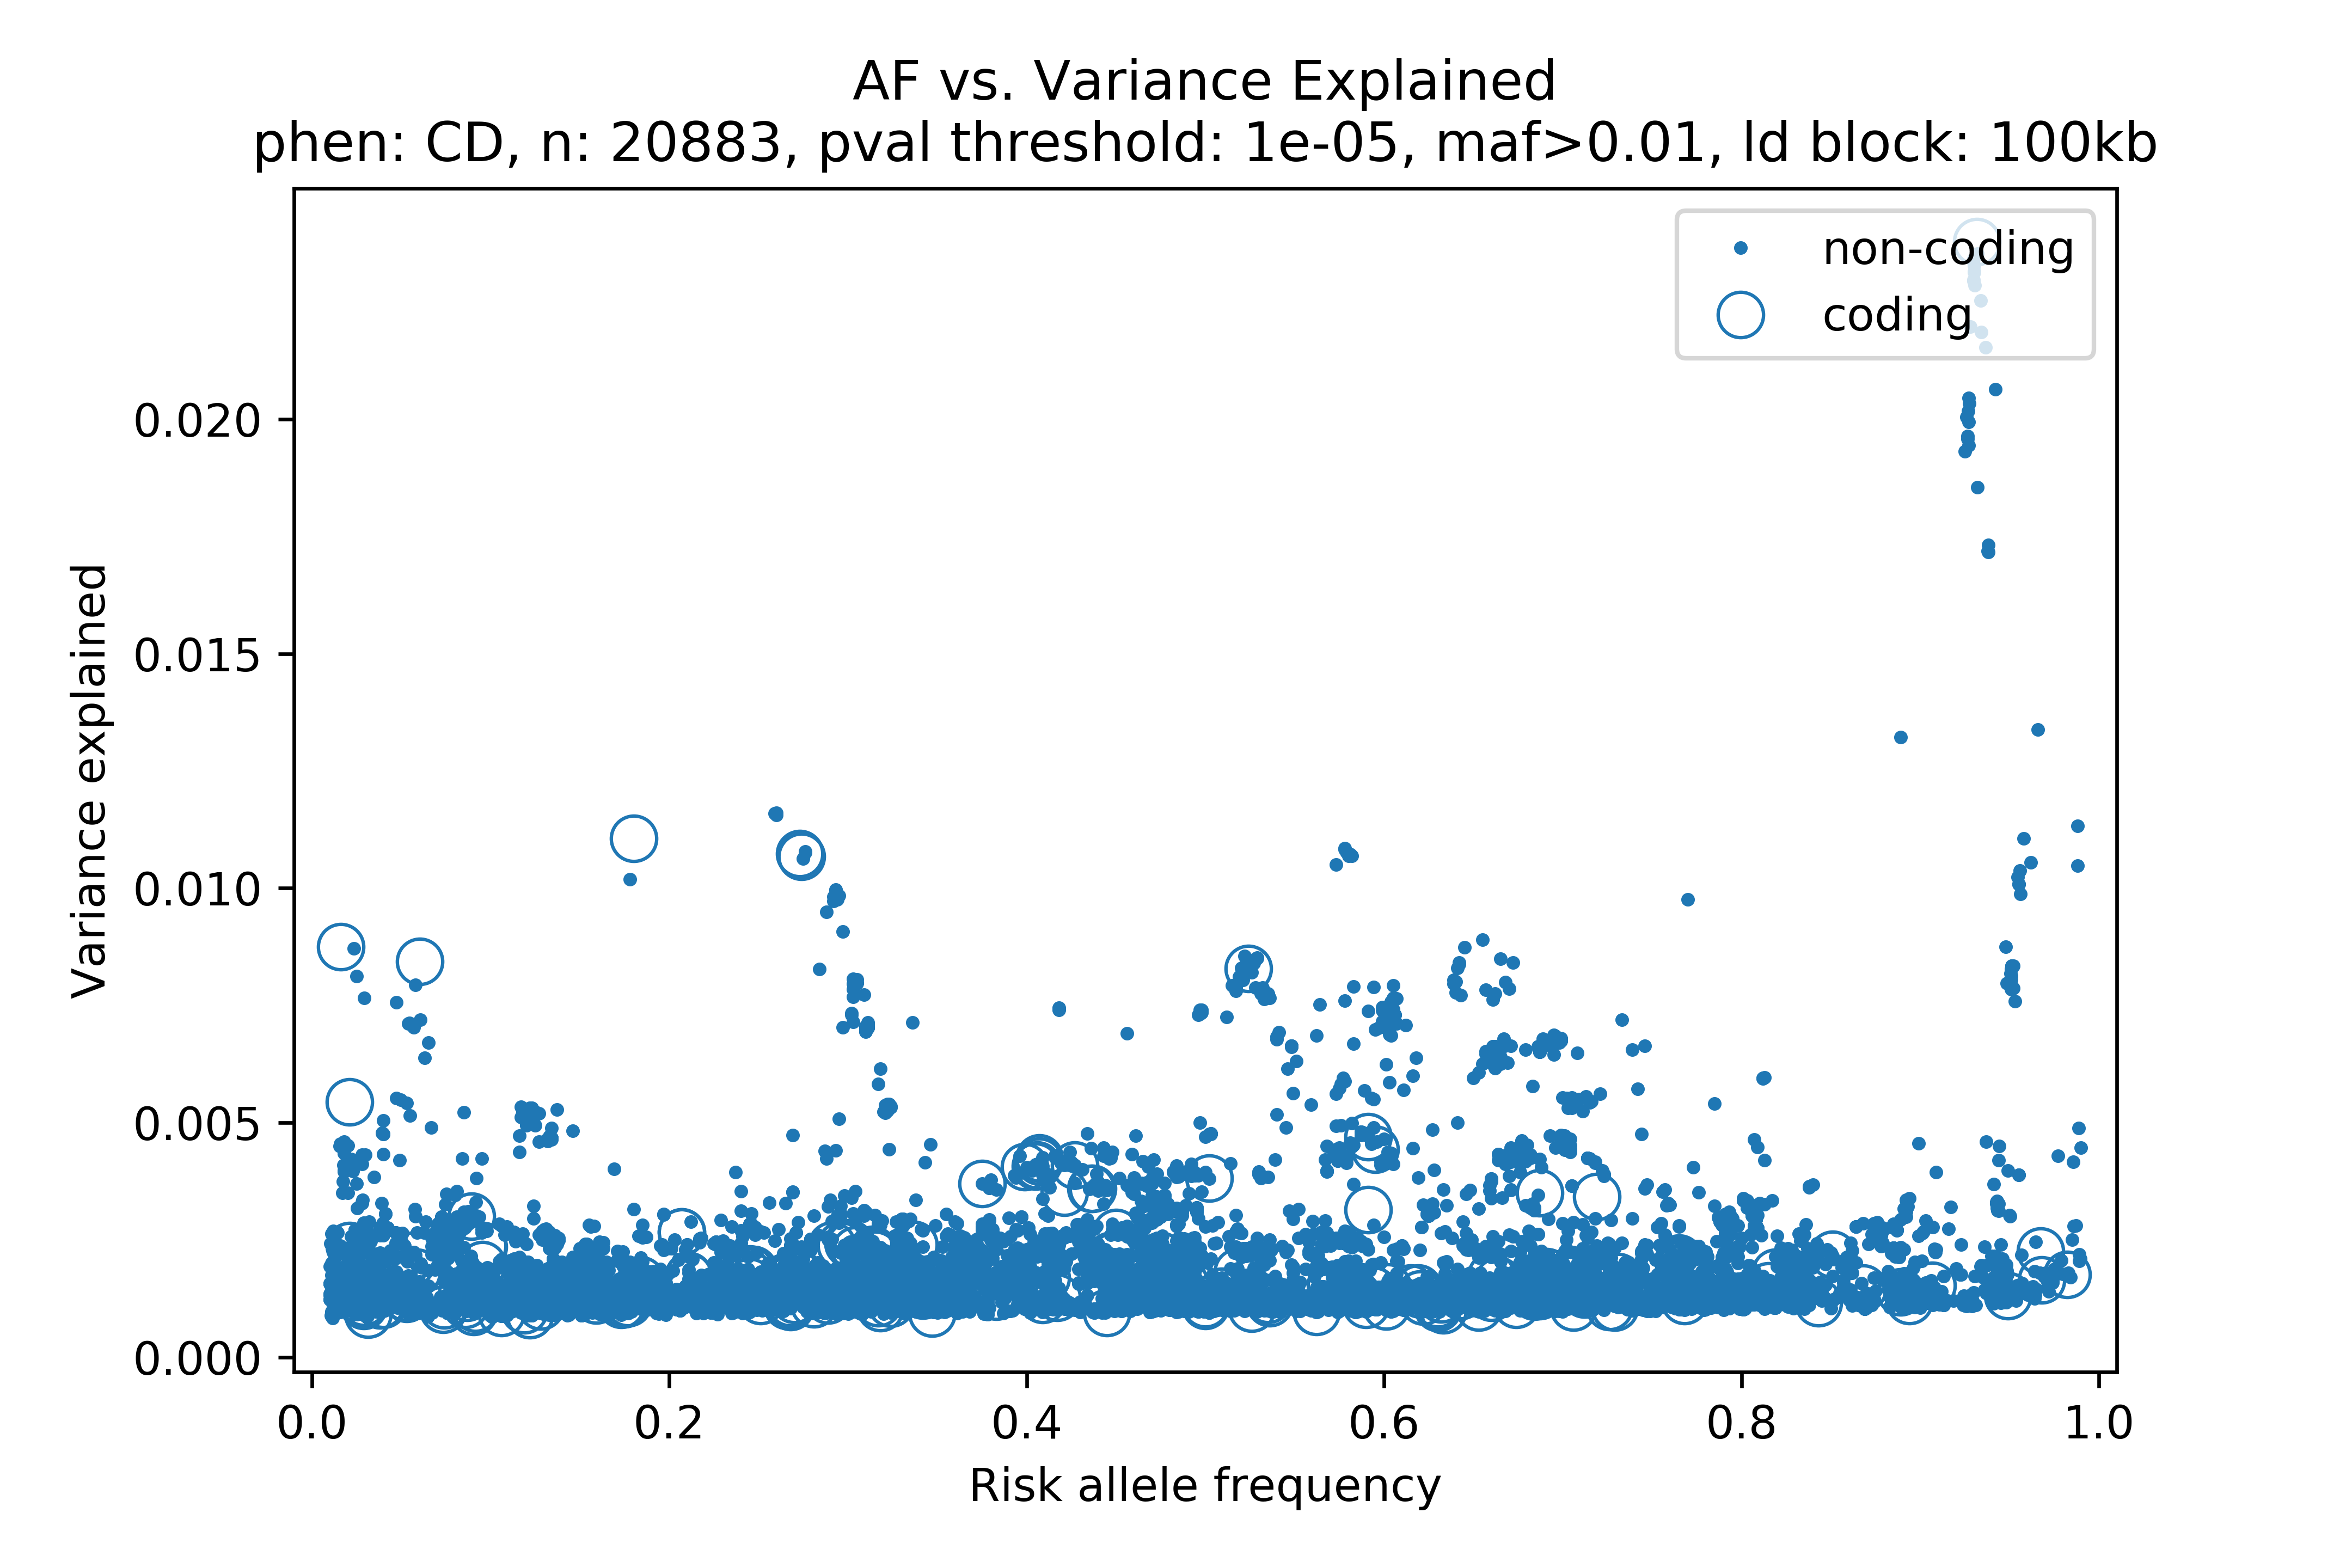 AF vs. Variance Explained
phen: CD, n: 20883, pval threshold: 1e-05, maf>0.01, ld block: 100kb
non-coding
coding
0.020
0.015
0.010
0.005
0.000
Variance explained
0.0 0.2 0.4 0.6 0.8 1.0
Risk allele frequency